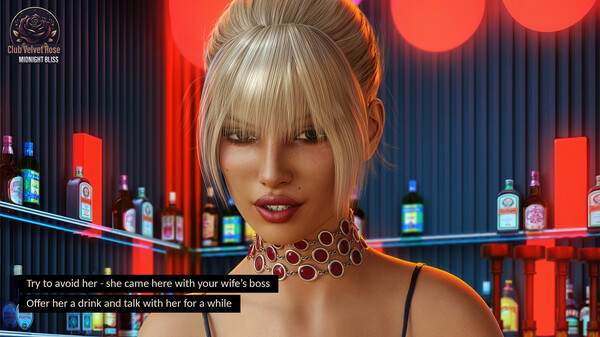 Club Velvet Rose
MIDNIGHT BLISS
Try to avoid her - she came here with your wife's boss
Offer her a drink and talk with her for a while